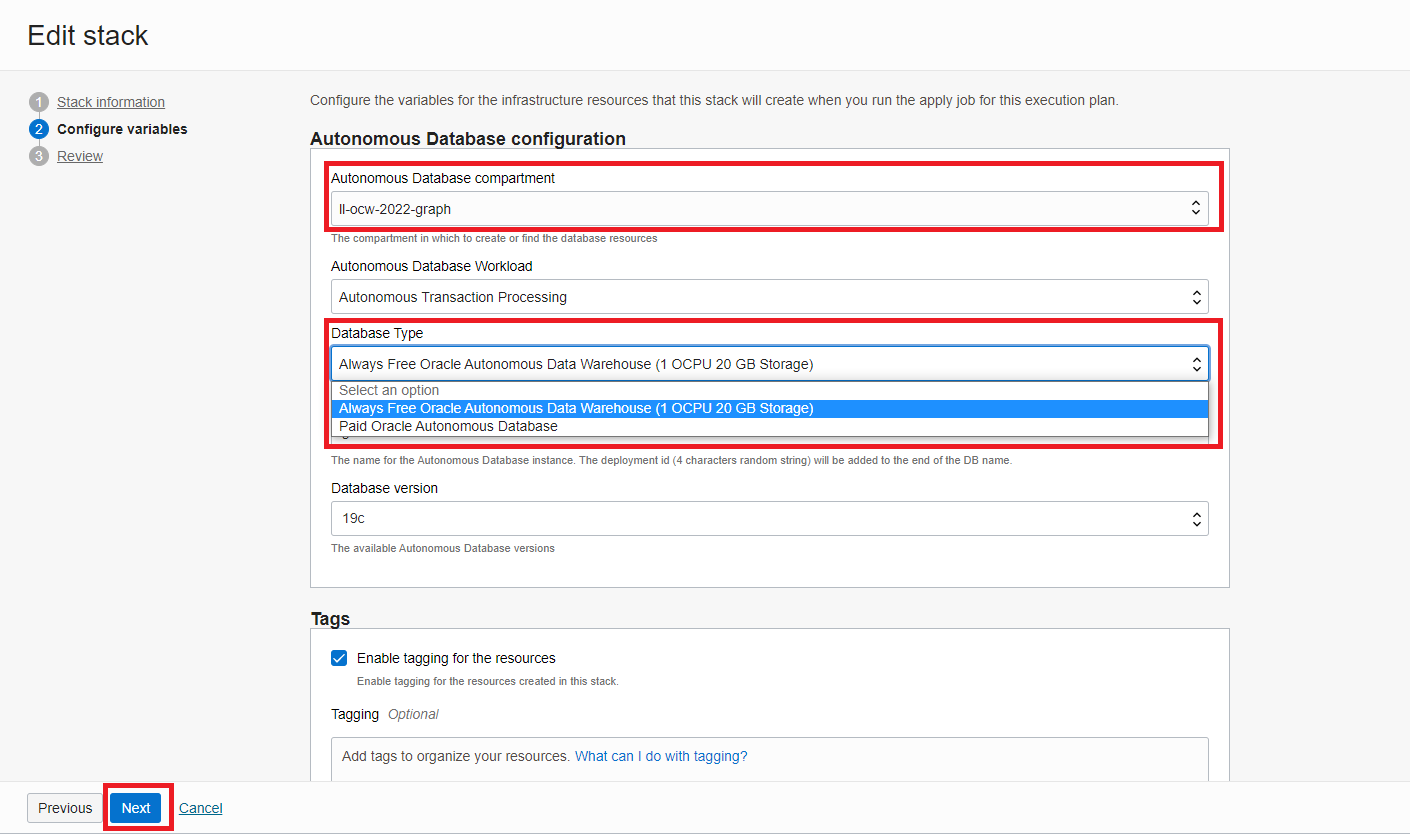 Edit stack
1 Stack information
2 Configure variables
3 Review
Configure the variables for the infrastructure resources that this stack will create when you run the apply job for this execution plan.
Autonomous Database configuration
Autonomous Database compartment
ll-ocw-2022-graph
The compartment in which to create or find the database resources
Autonomous Database Workload
Autonomous Transaction Processing
Database Type
Always Free Oracle Autonomous Data Warehouse (1 OCPU 20 GB Storage)
Select an option
Always Free Oracle Autonomous Data Warehouse (1 OCPU 20 GB Storage)
Paid Oracle Autonomous Database
The name for the Autonomous Database instance. The deployment id (4 characters random string) will be added to the end of the DB name.
Database version
19c
The available Autonomous Database versions
Tags
Enable tagging for the resources
Enable tagging for the resources created in this stack.
Tagging Optional
Add tags to organize your resources. What can I do with tagging?
Previous Next Cancel